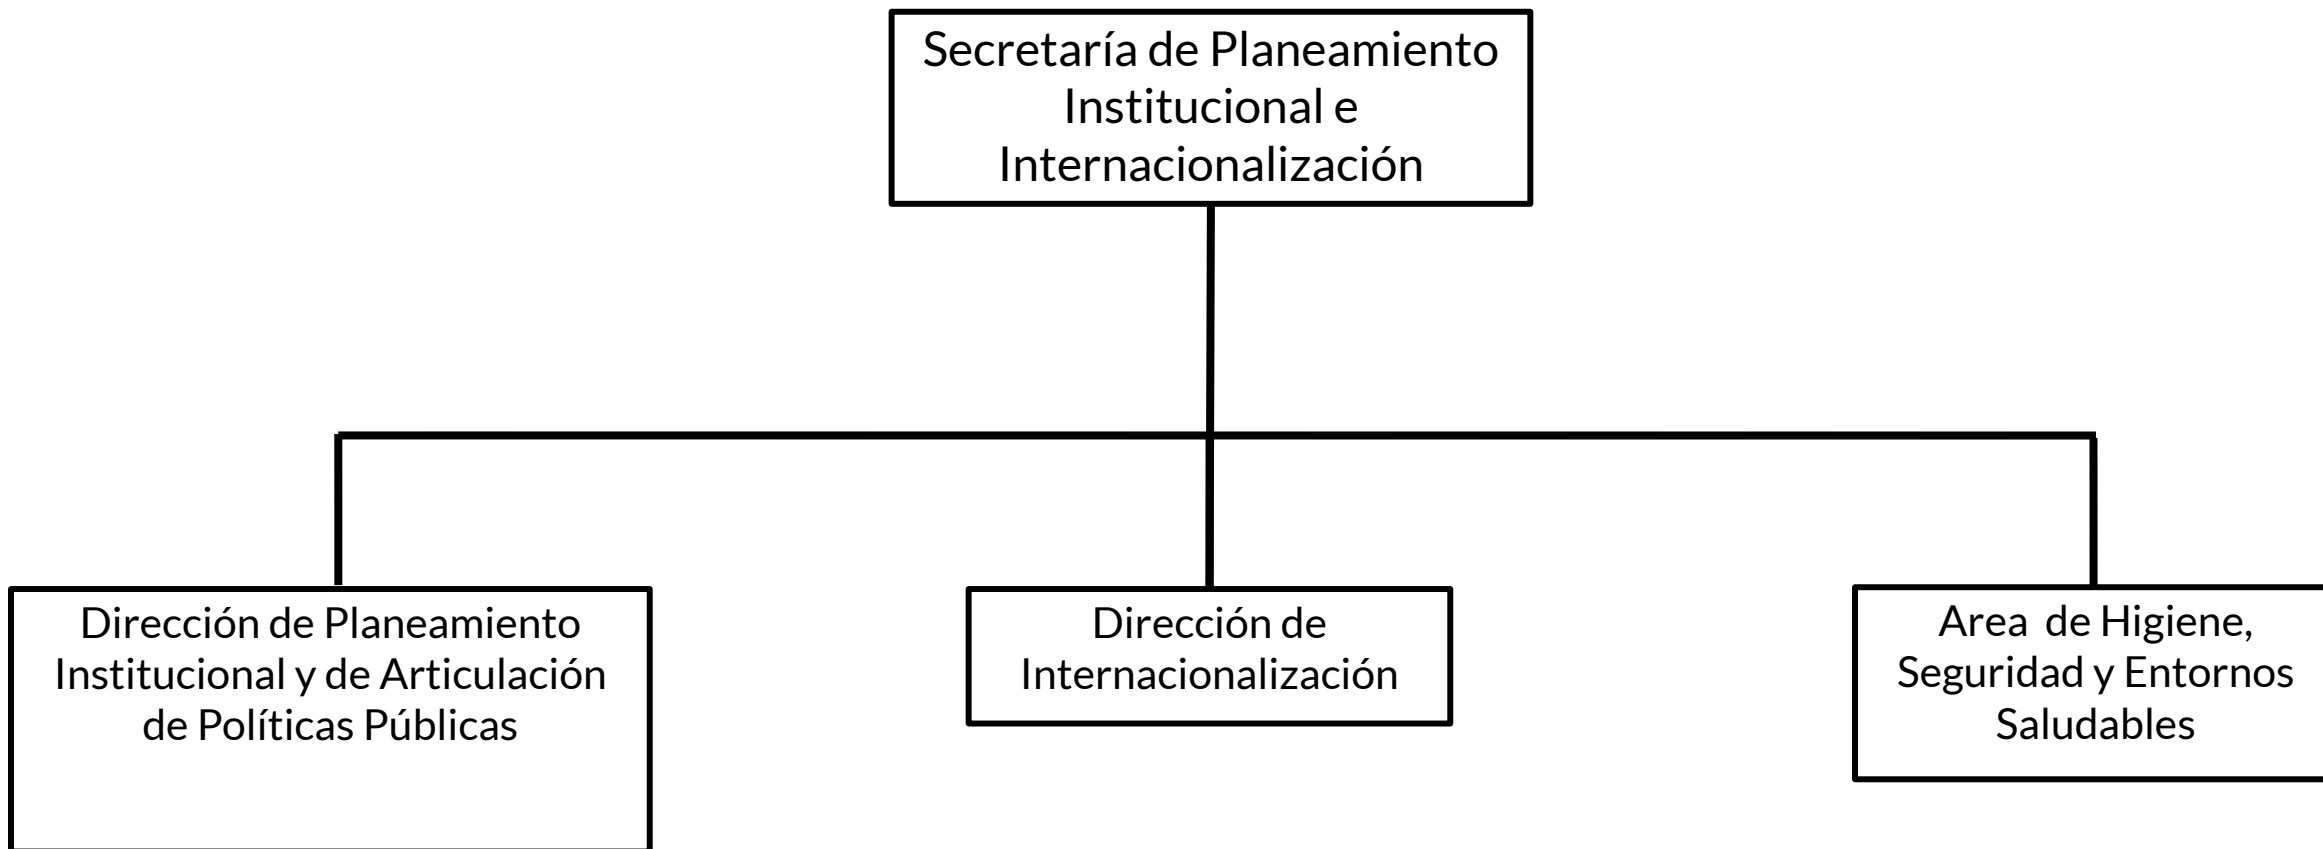 Secretaría de Planeamiento
Institucional e
Internacionalización
Dirección de Planeamiento
Institucional y de Articulación
de Políticas Públicas
Dirección de
Internacionalización
Area  de Higiene,
Seguridad y Entornos
Saludables